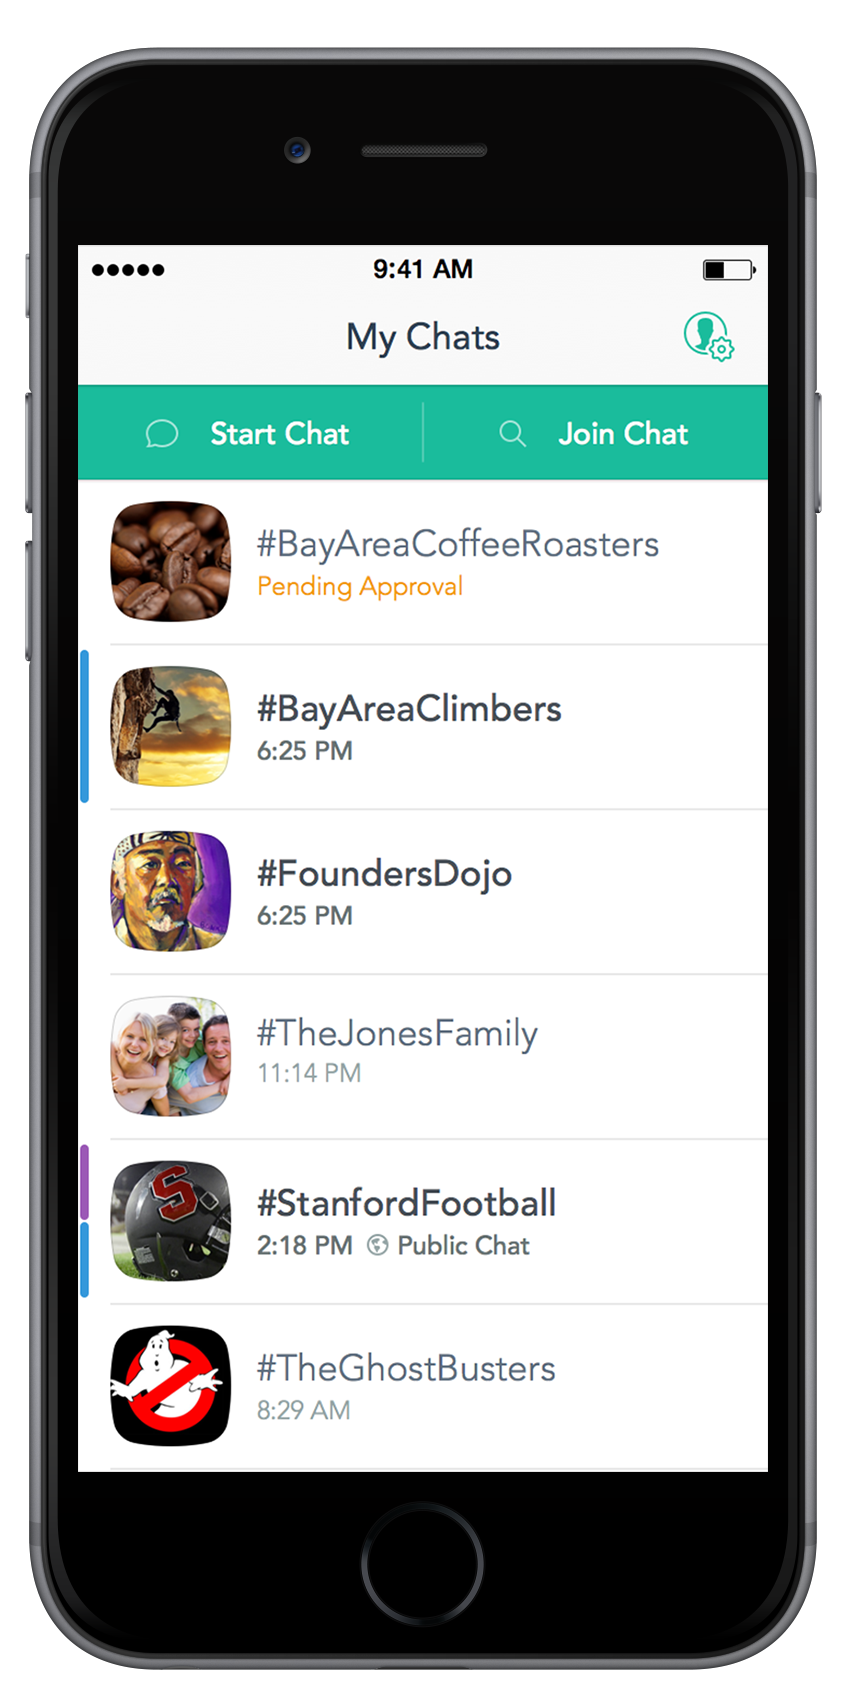 9:41 AM
My Chats
Start Chat
Join Chat
#BayAreaCoffeeRoasters
Pending Approval
#BayAreaClimbers
6:25 PM
#FoundersDojo
6:25 PM
#TheJonesFamily
11:14 PM
S
#StanfordFootball
2:18 PM Public Chat
#TheGhostBusters
8:29 AM